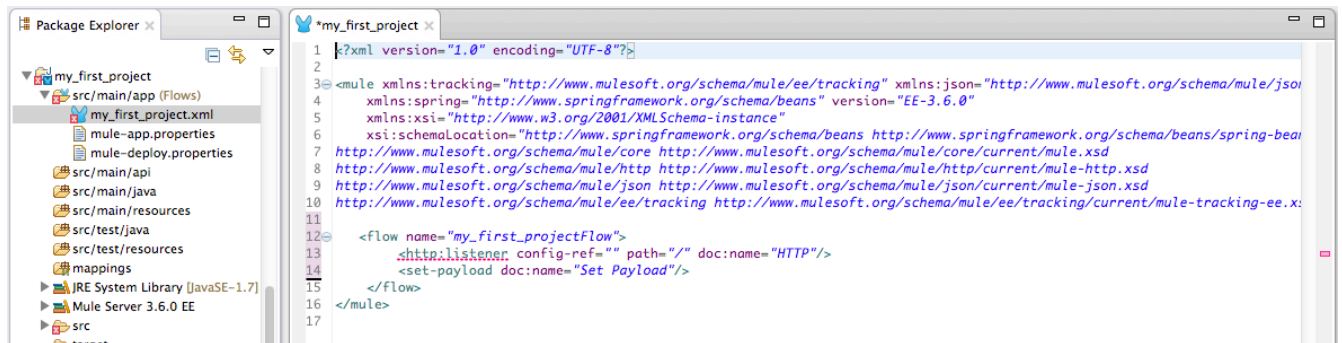 Package Explorer
my_first_project
src/main/app (Flows)
my_first_project.xml
mule-app.properties
mule-deploy.properties
src/main/api
src/main/java
src/main/resources
src/test/java
src/test/resources
mappings
JRE System Library [JavaSE-1.7]
Mule Server 3.6.0 EE
src
*my_first_project
1 <?xml version="1.0" encoding="UTF-8"?>
2
3 <mule xmlns:tracking="http://www.mulesoft.org/schema/mule/ee/tracking" xmlns:json="http://www.mulesoft.org/schema/mule/json
4 xmlns:spring="http://www.springframework.org/schema/beans" version="EE-3.6.0"
5 xmlns:xsi="http://www.w3.org/2001/XMLSchema-instance"
6 xsi:schemaLocation="http://www.springframework.org/schema/beans http://www.springframework.org/schema/beans/spring-bean
7 http://www.mulesoft.org/schema/mule/core http://www.mulesoft.org/schema/mule/core/current/mule.xsd
8 http://www.mulesoft.org/schema/mule/http http://www.mulesoft.org/schema/mule/http/current/mule-http.xsd
9 http://www.mulesoft.org/schema/mule/json http://www.mulesoft.org/schema/mule/json/current/mule-json.xsd
10 http://www.mulesoft.org/schema/mule/ee/tracking http://www.mulesoft.org/schema/mule/ee/tracking/current/mule-tracking-ee.xs
11
12 <flow name="my_first_projectFlow">
13 <http:listener config-ref="" path="/" doc:name="HTTP"/>
14 <set-payload doc:name="Set Payload"/>
15 </flow>
16 </mule>
17